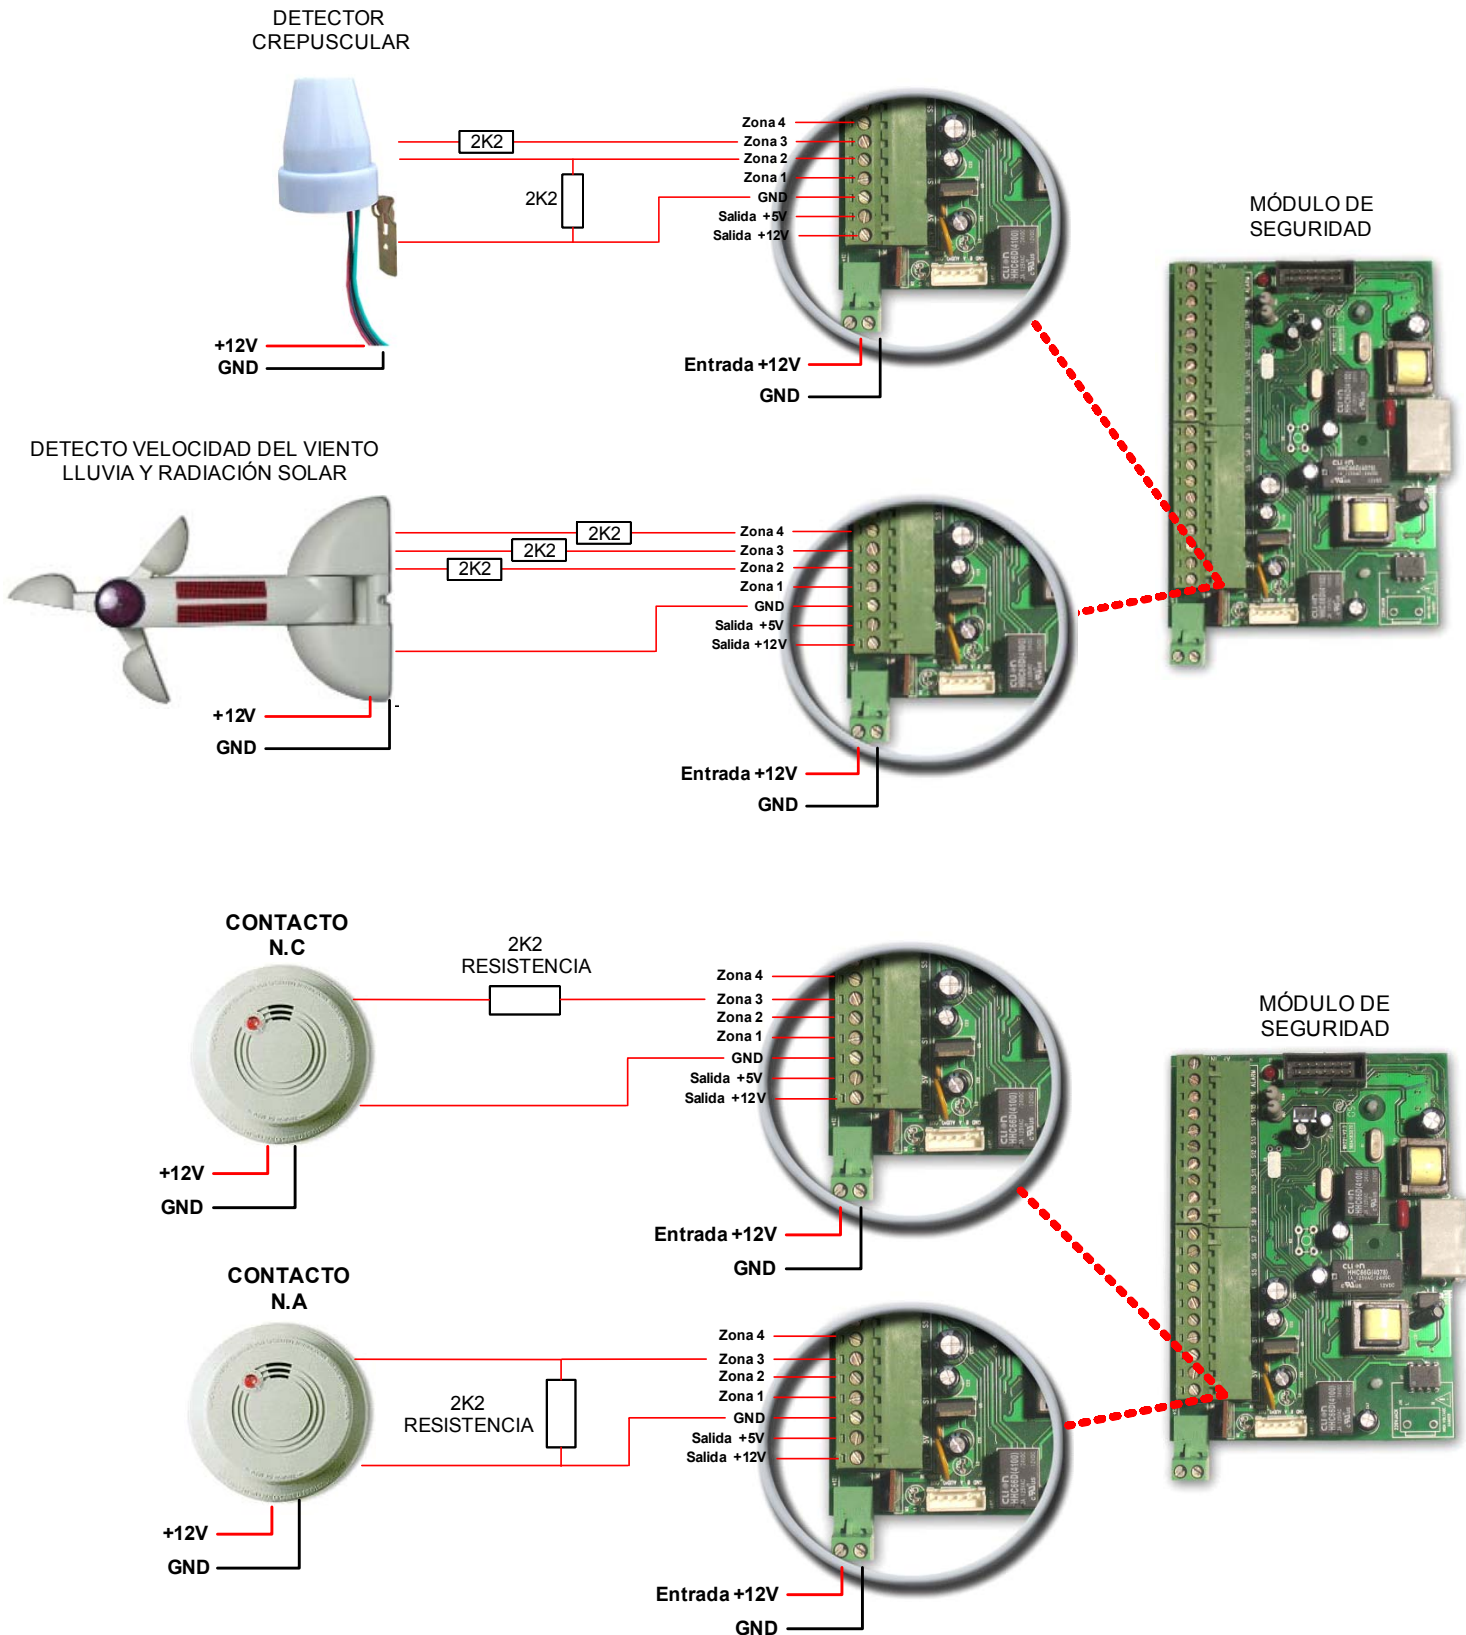 DETECTOR
CREPUSCULAR
2K2
2K2
Zona 4
Zona 3
Zona 2
Zona 1
GND
Salida +5V
Salida +12V
+12V
GND
Entrada +12V
GND
MÓDULO DE
SEGURIDAD
DETECTO VELOCIDAD DEL VIENTO
LLUVIA Y RADIACIÓN SOLAR
2K2
2K2
2K2
Zona 4
Zona 3
Zona 2
Zona 1
GND
Salida +5V
Salida +12V
+12V
GND
Entrada +12V
GND
CONTACTO
N.C
2K2
RESISTENCIA
Zona 4
Zona 3
Zona 2
Zona 1
GND
Salida +5V
Salida +12V
+12V
GND
Entrada +12V
GND
MÓDULO DE
SEGURIDAD
CONTACTO
N.A
2K2
RESISTENCIA
Zona 4
Zona 3
Zona 2
Zona 1
GND
Salida +5V
Salida +12V
+12V
GND
Entrada +12V
GND